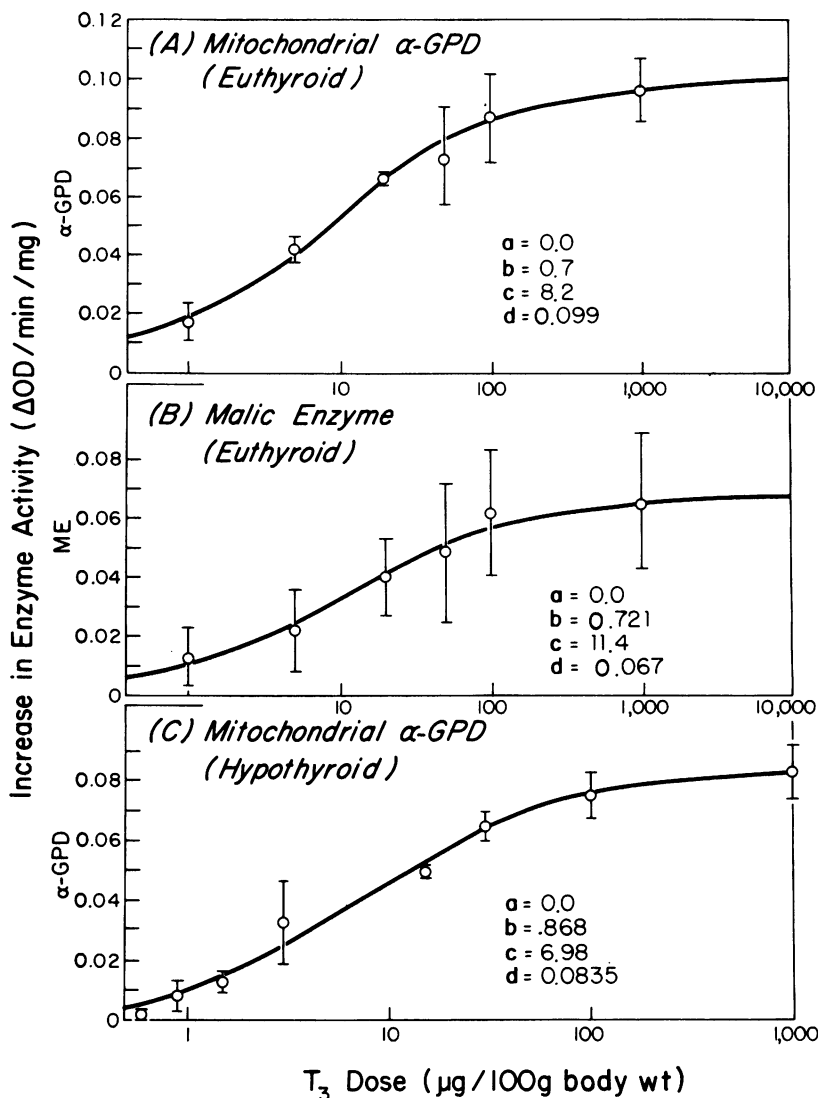 Increase in Enzyme Activity (ΔOD/min/mg)
(A) Mitochondrial α-GPD
(Euthyroid)
α-GPD
0.12
0.10
0.08
0.06
0.04
0.02
0
a = 0.0
b = 0.7
c = 8.2
d = 0.099
1 10 100 1,000 10,000
(B) Malic Enzyme
(Euthyroid)
ME
0.08
0.06
0.04
0.02
0
a = 0.0
b = 0.721
c = 11.4
d = 0.067
1 10 100 1,000 10,000
(C) Mitochondrial α-GPD
(Hypothyroid)
α-GPD
0.08
0.06
0.04
0.02
0
a = 0.0
b = .868
c = 6.98
d = 0.0835
1 10 100 1,000
T₃ Dose (μg/100g body wt)